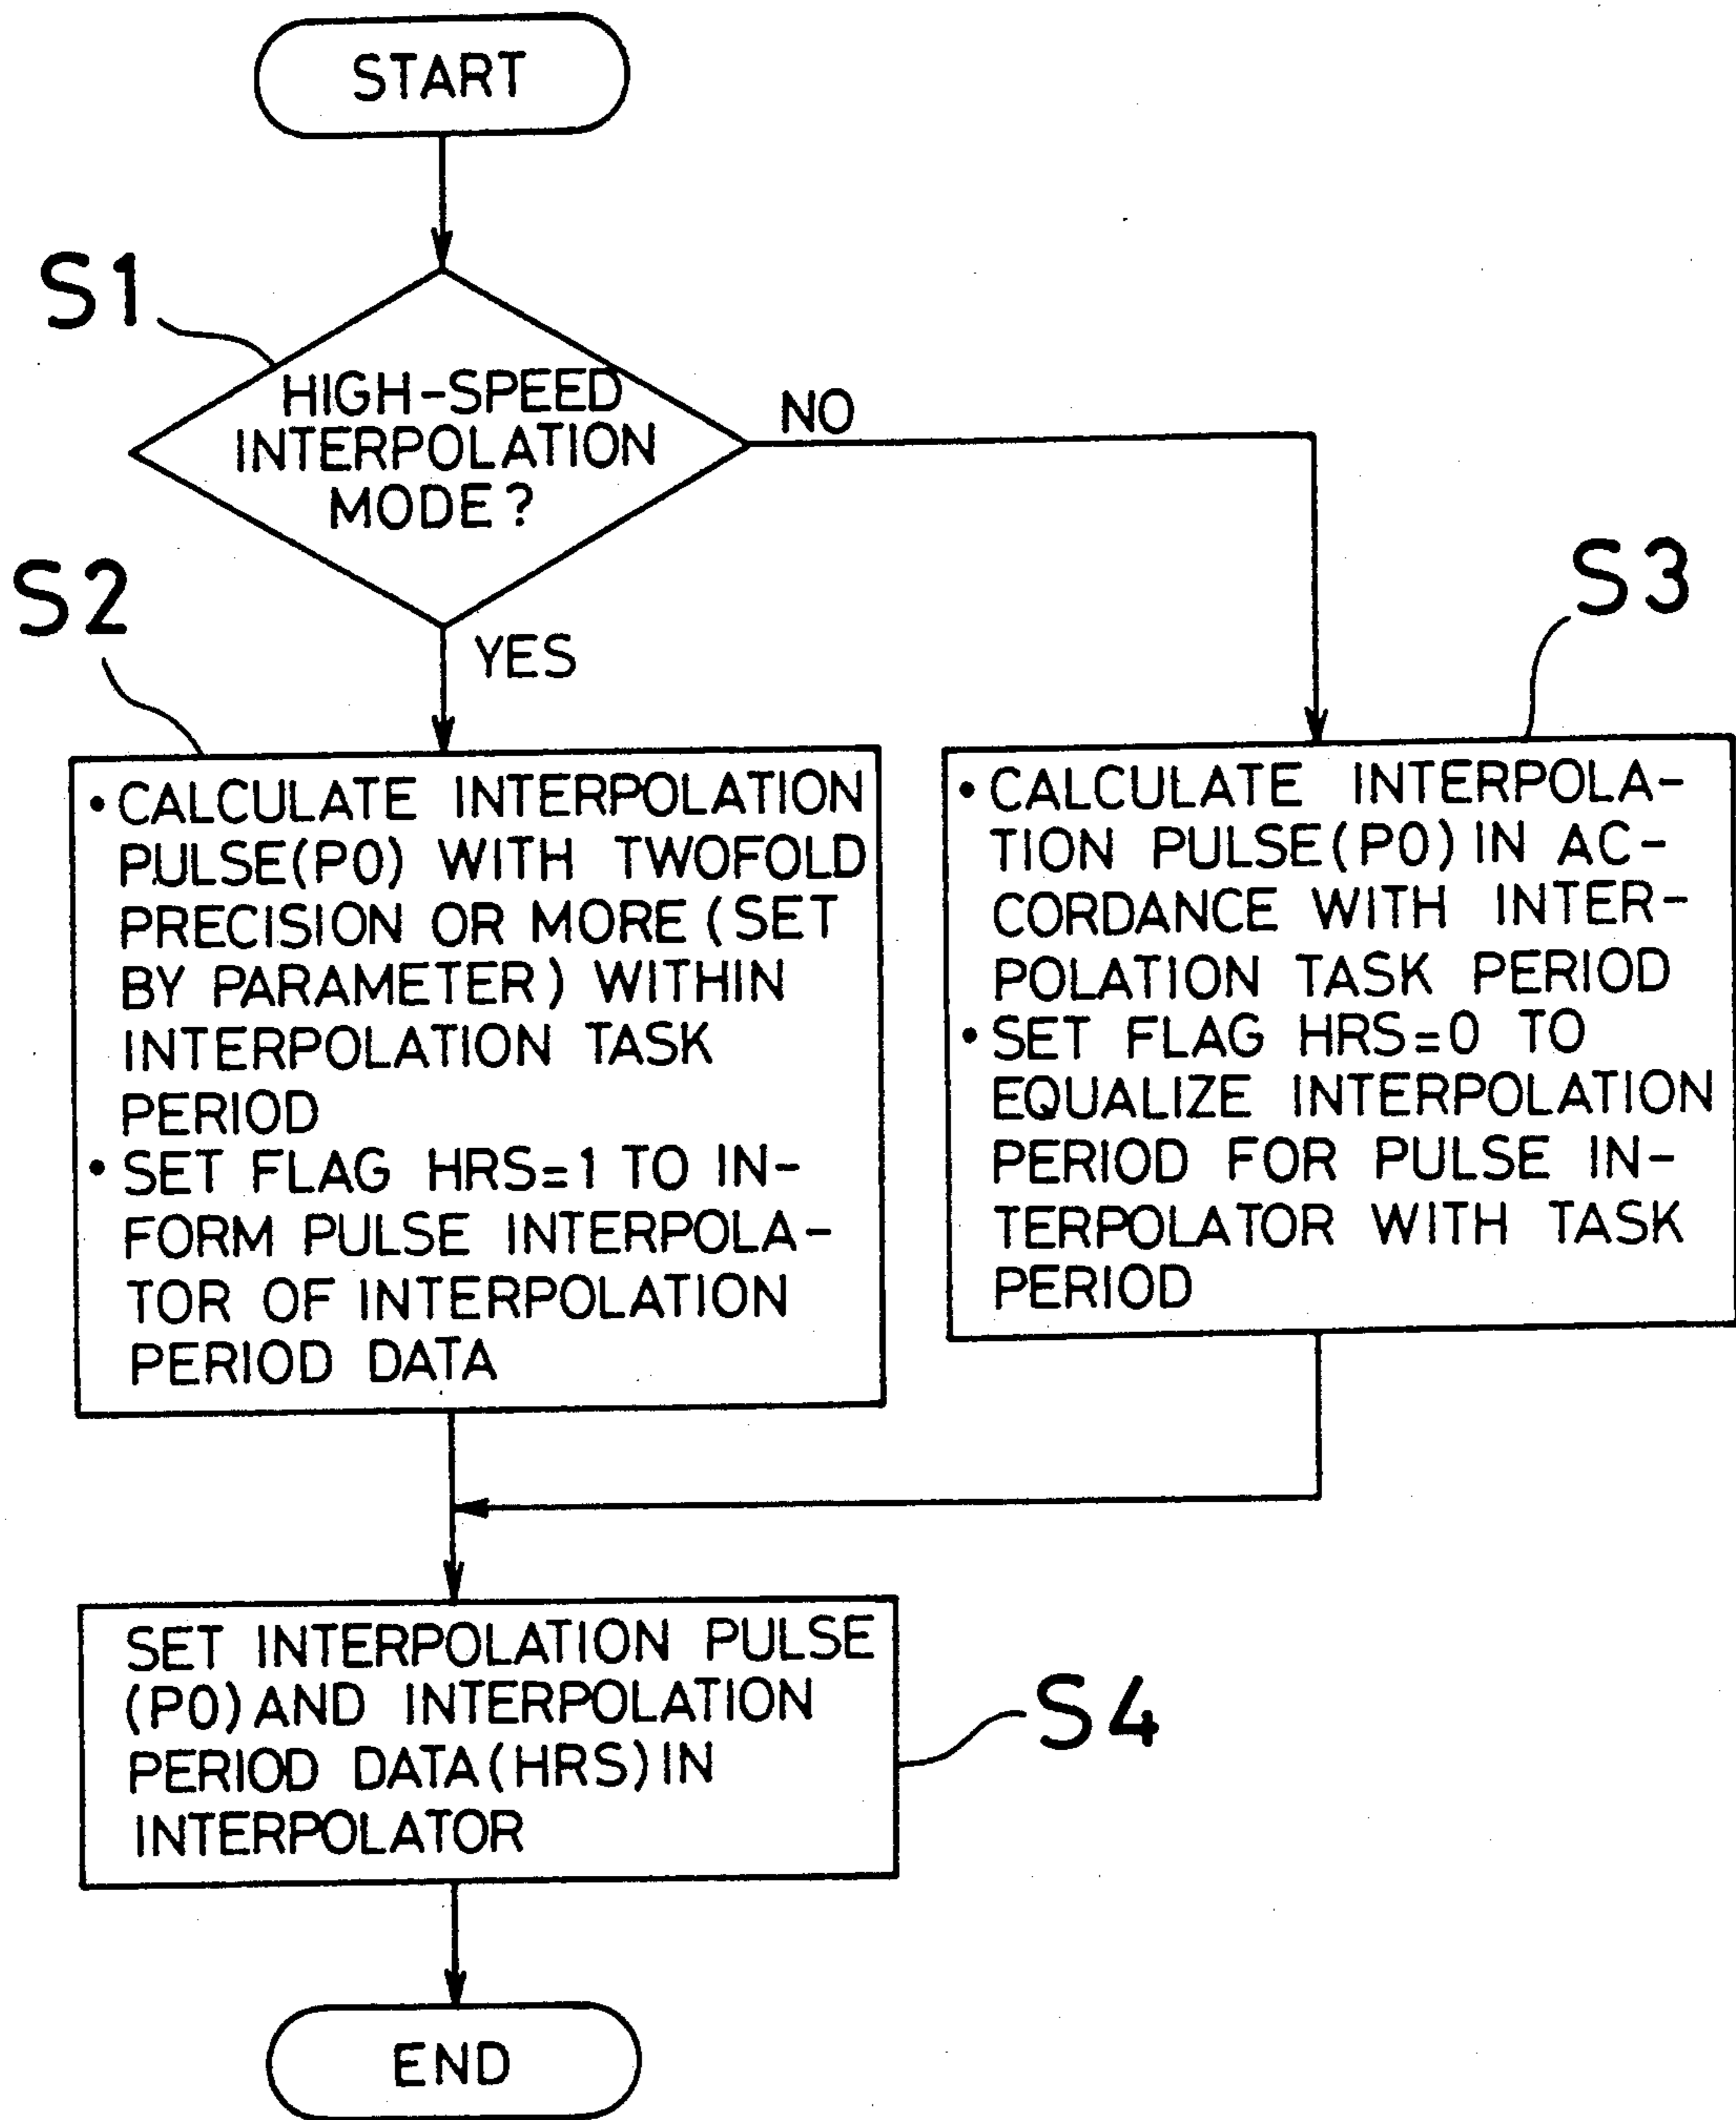 START
S1
HIGH-SPEED
INTERPOLATION
MODE?
NO
YES
S2
• CALCULATE INTERPOLATION
PULSE(P0) WITH TWOFOLD
PRECISION OR MORE (SET
BY PARAMETER) WITHIN
INTERPOLATION TASK
PERIOD
• SET FLAG HRS=1 TO IN-
FORM PULSE INTERPOLA-
TOR OF INTERPOLATION
PERIOD DATA
S3
• CALCULATE INTERPOLA-
TION PULSE(P0) IN AC-
CORDANCE WITH INTER-
POLATION TASK PERIOD
• SET FLAG HRS=0 TO
EQUALIZE INTERPOLATION
PERIOD FOR PULSE IN-
TERPOLATOR WITH TASK
PERIOD
SET INTERPOLATION PULSE
(P0) AND INTERPOLATION
PERIOD DATA(HRS) IN
INTERPOLATOR
S4
END